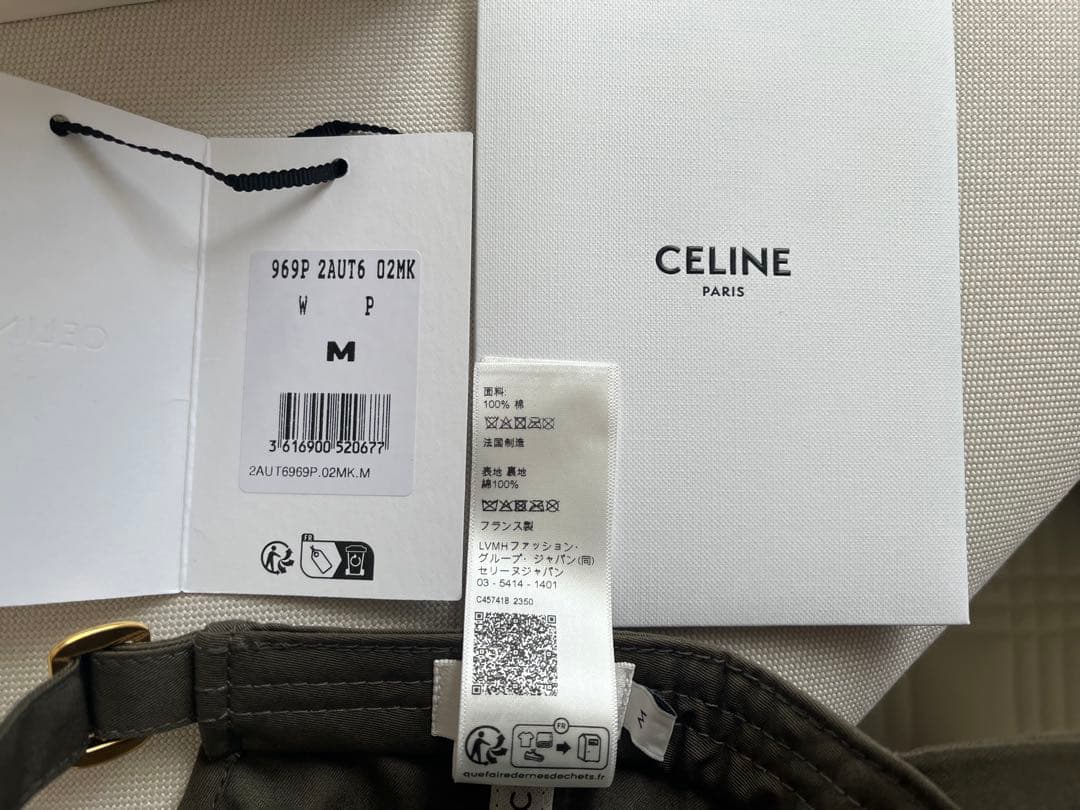 969P 2AUT6 02MK
W P
M
3 616900 520677
2AUT6969P.02MK.M
FR
CELINE
PARIS
面料:
100% 棉
法国制造
表地 裏地
綿100%
フランス製
LVMHファッション・
グループ・ジャパン(同)
セリーヌジャパン
03 - 5414 - 1401
C457418 2350
FR
quefairedemesdechets.fr
M
C